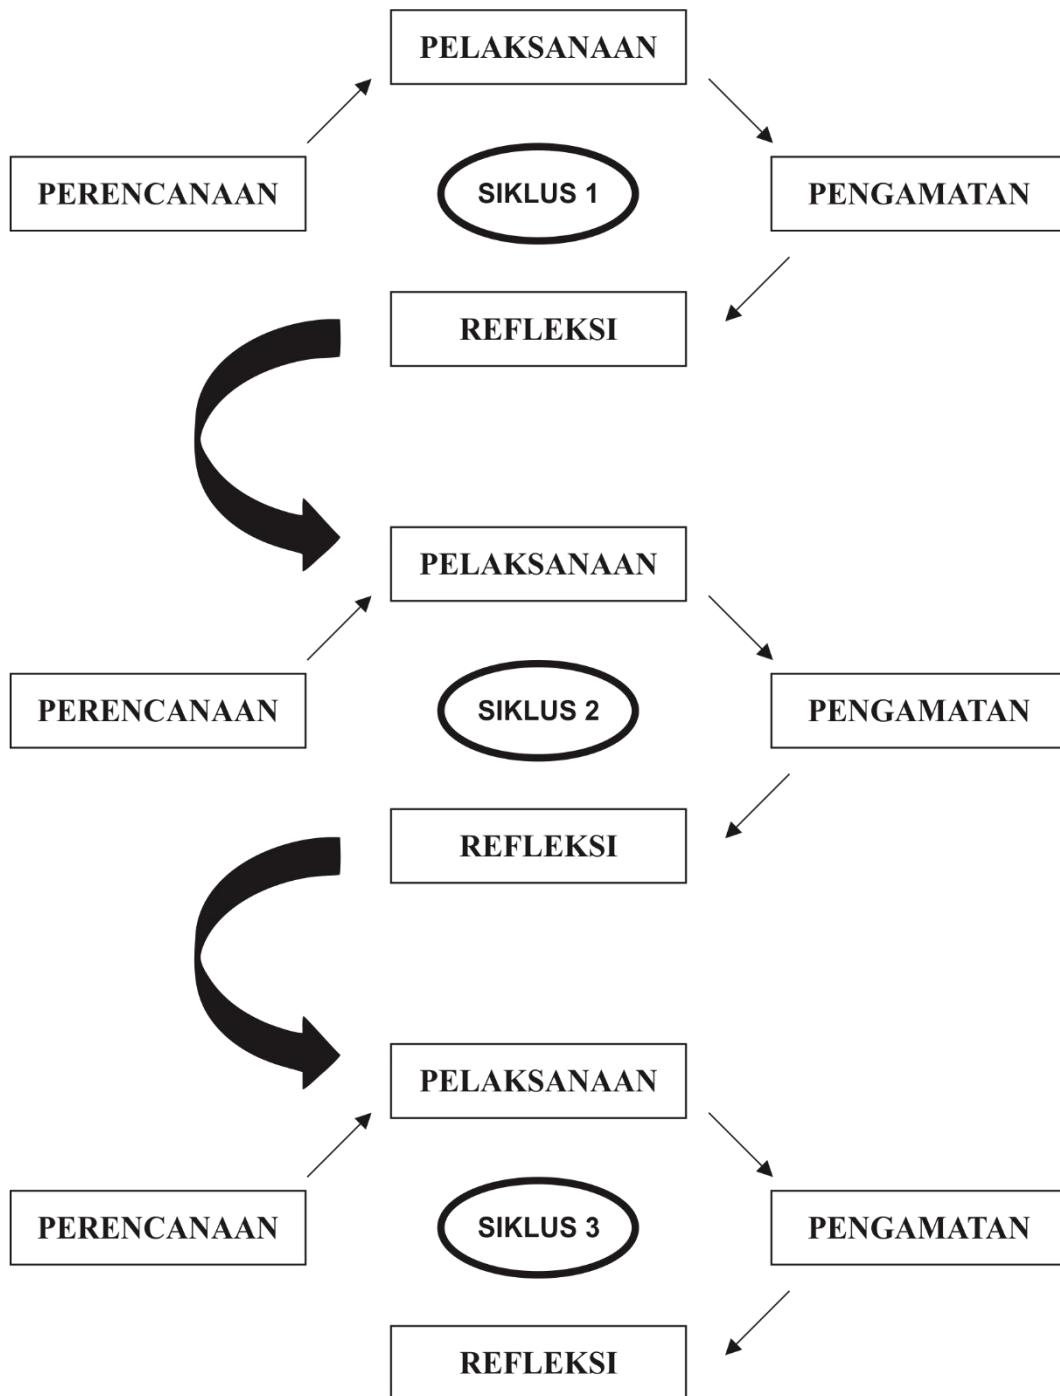 PELAKSANAAN
PERENCANAAN
SIKLUS 1
PENGAMATAN
REFLEKSI
PELAKSANAAN
PERENCANAAN
SIKLUS 2
PENGAMATAN
REFLEKSI
PELAKSANAAN
PERENCANAAN
SIKLUS 3
PENGAMATAN
REFLEKSI